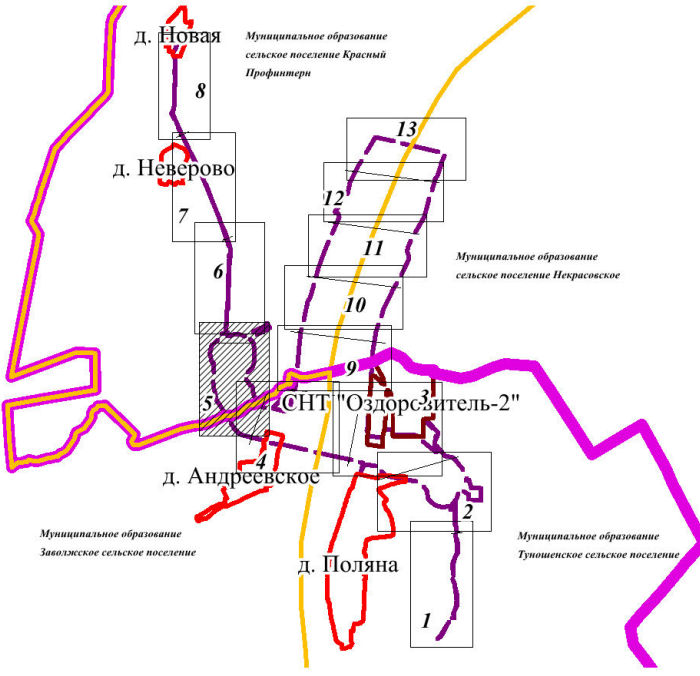 д. Новая
Муниципальное образование
сельское поселение Красный
Профинтерн
8
13
д. Неверово
12
7
11
6
Муниципальное образование
сельское поселение Некрасовское
10
9
5
СНТ "Оздоровитель-2"
3
4
д. Андреевское
2
Муниципальное образование
Заволжское сельское поселение
Муниципальное образование
Туношенское сельское поселение
д. Поляна
1